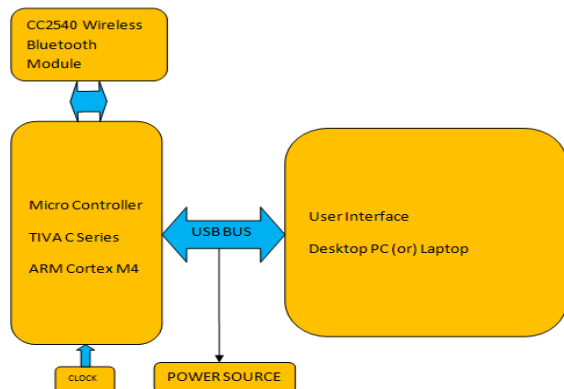 CC2540 Wireless
Bluetooth
Module
Micro Controller
TIVA C Series
ARM Cortex M4
USB BUS
User Interface
Desktop PC (or) Laptop
CLOCK
POWER SOURCE